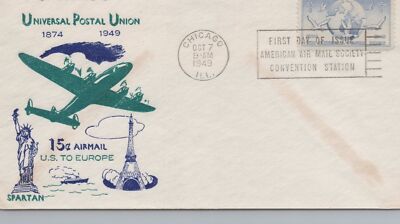 UNIVERSAL POSTAL UNION
1874 1949
CHICAGO
OCT 7
9-AM
1949
ILL.
FIRST DAY OF ISSUE
AMERICAN AIR MAIL SOCIETY
CONVENTION STATION
15¢ AIRMAIL
U.S. TO EUROPE
SPARTAN